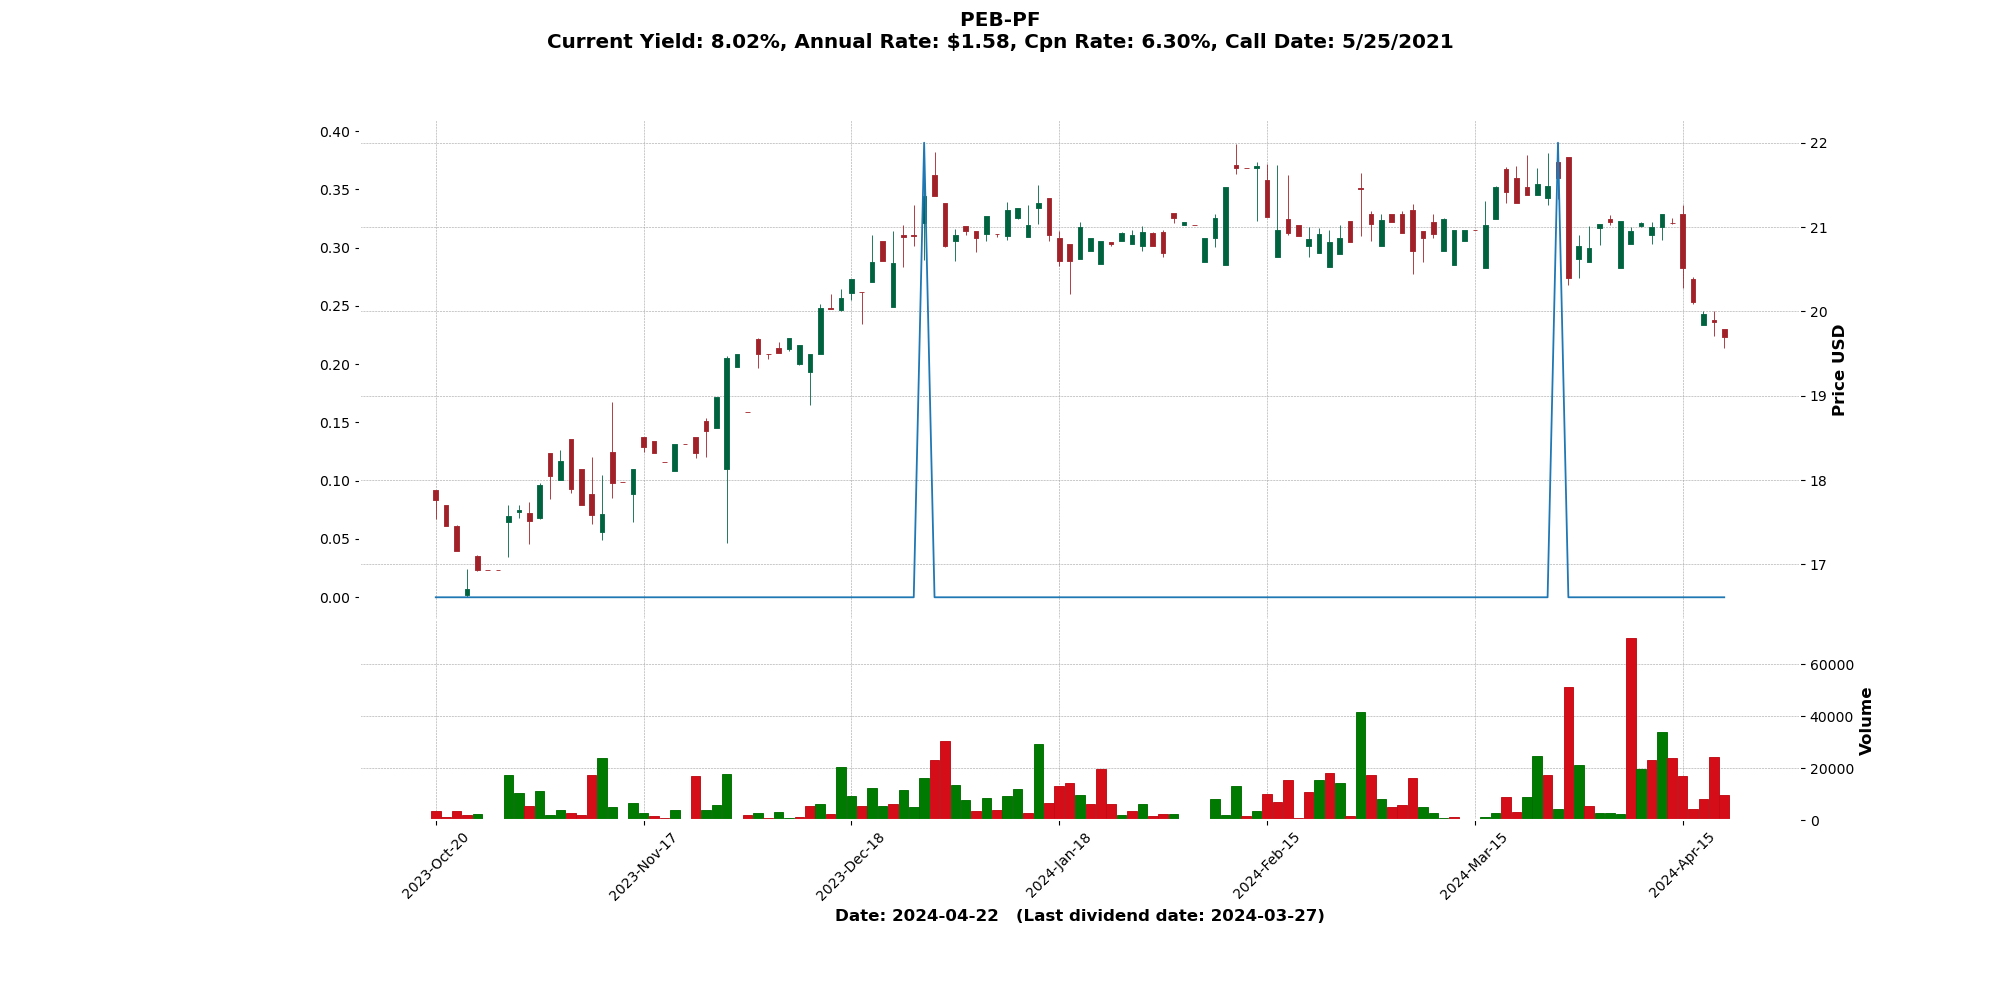 PEB-PF
Current Yield: 8.02%, Annual Rate: $1.58, Cpn Rate: 6.30%, Call Date: 5/25/2021
0.40
0.35
0.30
0.25
0.20
0.15
0.10
0.05
0.00
22
21
20
19
18
17
Price USD
60000
40000
20000
0
Volume
2023-Oct-20
2023-Nov-17
2023-Dec-18
2024-Jan-18
2024-Feb-15
2024-Mar-15
2024-Apr-15
Date: 2024-04-22 (Last dividend date: 2024-03-27)